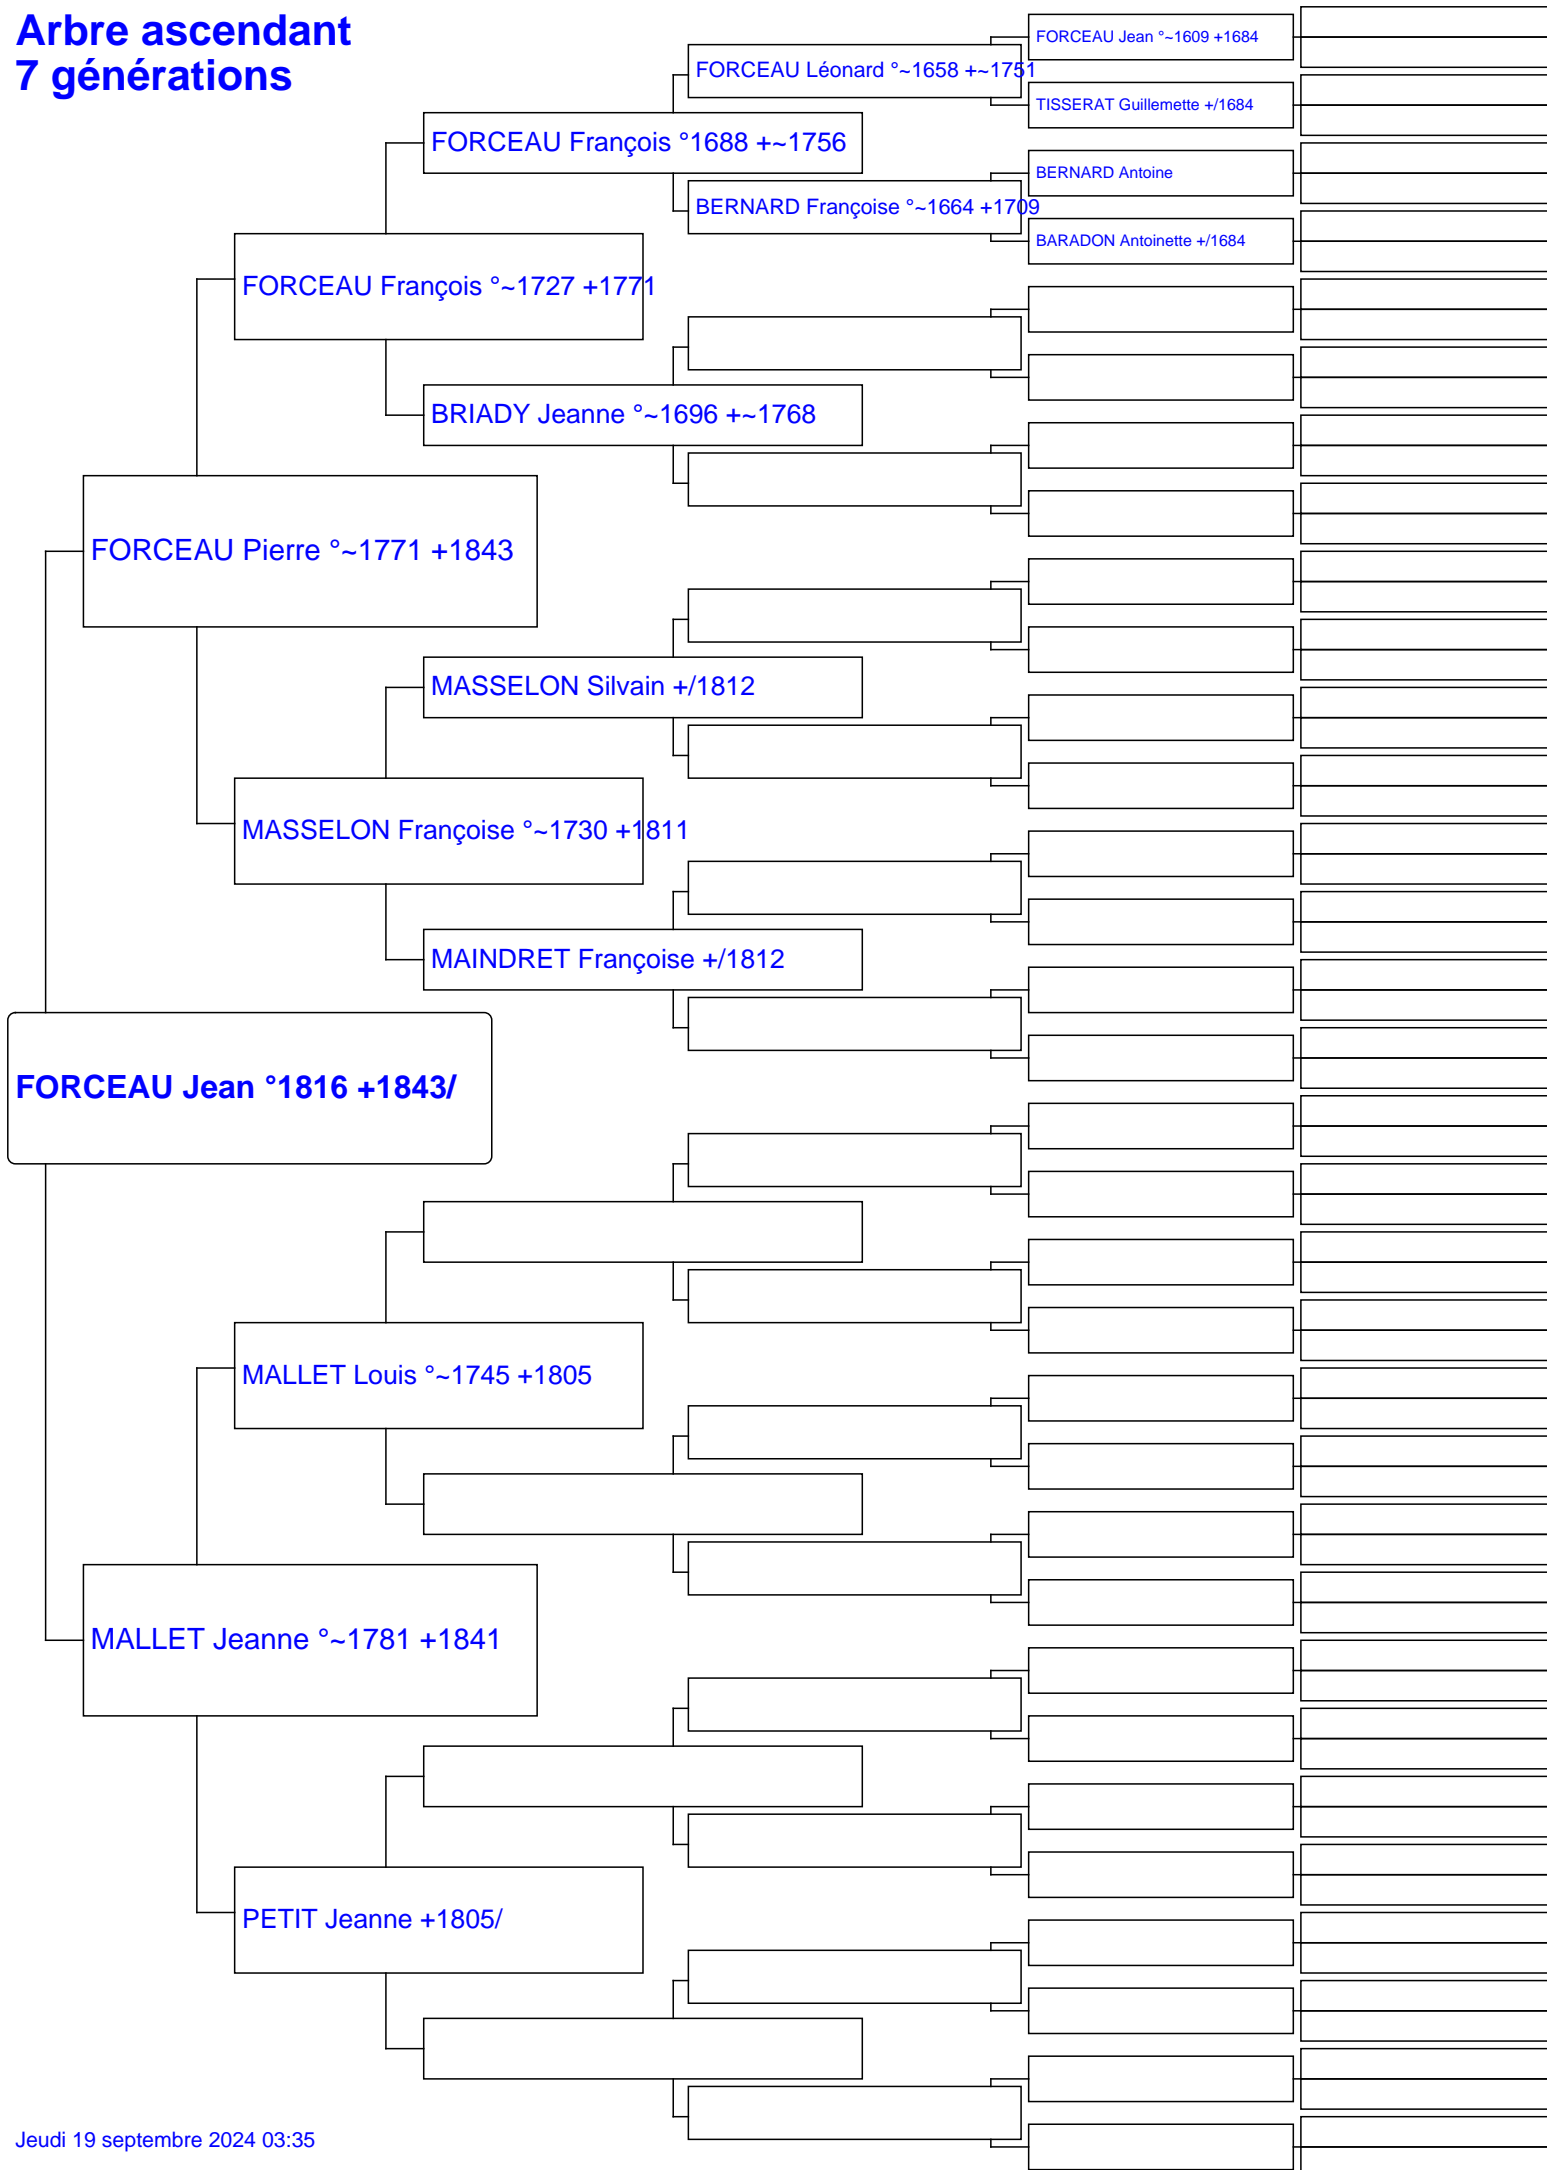 Arbre ascendant
7 générations
FORCEAU Jean °~1609 +1684
FORCEAU Léonard °~1658 +~1751
TISSERAT Guillemette +/1684
FORCEAU François °1688 +~1756
BERNARD Antoine
BERNARD Françoise °~1664 +1709
BARADON Antoinette +/1684
FORCEAU François °~1727 +1771
BRIADY Jeanne °~1696 +~1768
FORCEAU Pierre °~1771 +1843
MASSELON Silvain +/1812
MASSELON Françoise °~1730 +1811
MAINDRET Françoise +/1812
FORCEAU Jean °1816 +1843/
MALLET Louis °~1745 +1805
MALLET Jeanne °~1781 +1841
PETIT Jeanne +1805/
Jeudi 19 septembre 2024 03:35